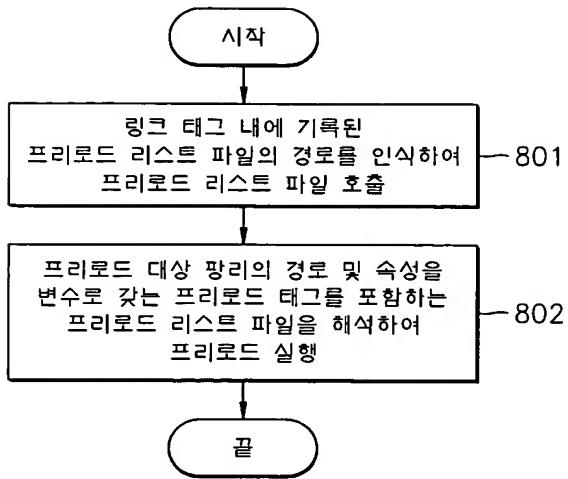 시작
링크 태그 내에 기록된
프리로드 리스트 파일의 경로를 인식하여
프리로드 리스트 파일 호출
801
프리로드 대상 팡리의 경로 및 속성을
변수로 갖는 프리로드 태그를 포함하는
프리로드 리스트 파일을 해석하여
프리로드 실행
802
끝